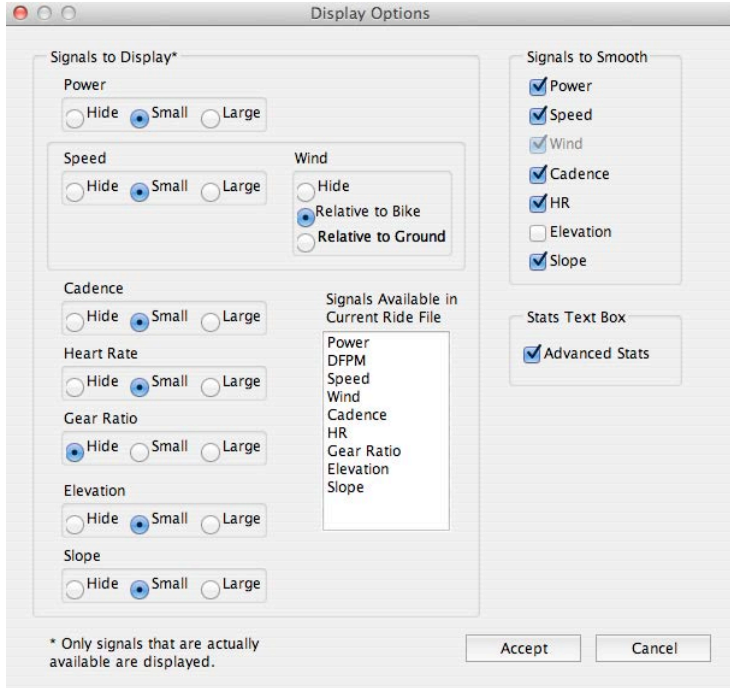 Display Options
Signals to Display*
Power
Hide Small Large
Speed
Hide Small Large
Wind
Hide
Relative to Bike
Relative to Ground
Cadence
Hide Small Large
Heart Rate
Hide Small Large
Gear Ratio
Hide Small Large
Elevation
Hide Small Large
Slope
Hide Small Large
Signals Available in
Current Ride File
Power
DFPM
Speed
Wind
Cadence
HR
Gear Ratio
Elevation
Slope
Signals to Smooth
Power
Speed
Wind
Cadence
HR
Elevation
Slope
Stats Text Box
Advanced Stats
* Only signals that are actually
available are displayed.
Accept
Cancel